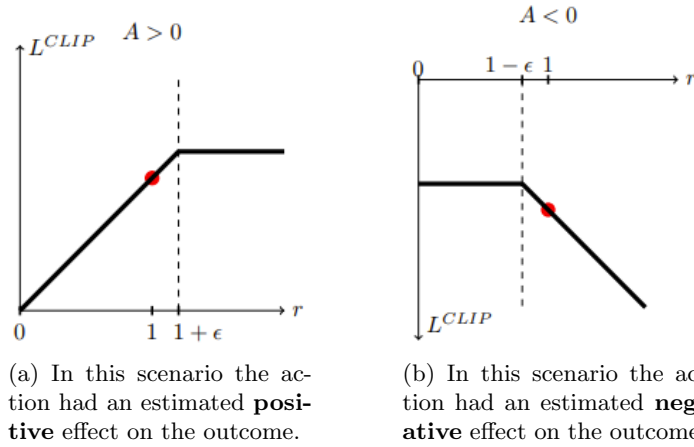 L^{CLIP} A > 0
0 1 1 + ϵ r
(a) In this scenario the ac-
tion had an estimated posi-
tive effect on the outcome.
A < 0
0 1 − ϵ 1 r
L^{CLIP}
(b) In this scenario the ac
tion had an estimated neg
ative effect on the outcome